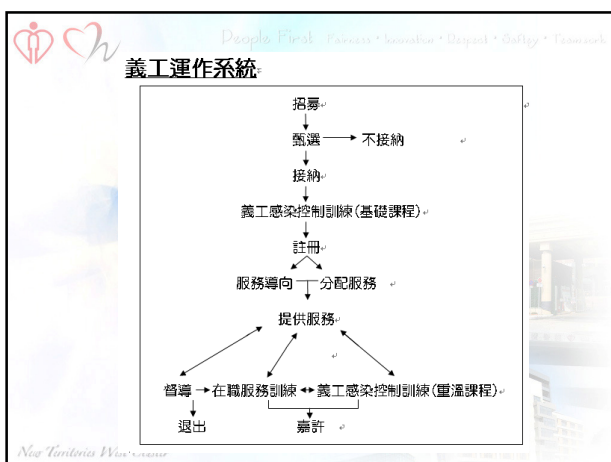 People First Fairness • Innovation • Respect • Safety • Teamwork
義工運作系統
招募
甄選 不接納
接納
義工感染控制訓練(基礎課程)
註冊
服務導向 分配服務
提供服務
督導 在職服務訓練 義工感染控制訓練(重溫課程)
退出 嘉許
New Territories West Cluster